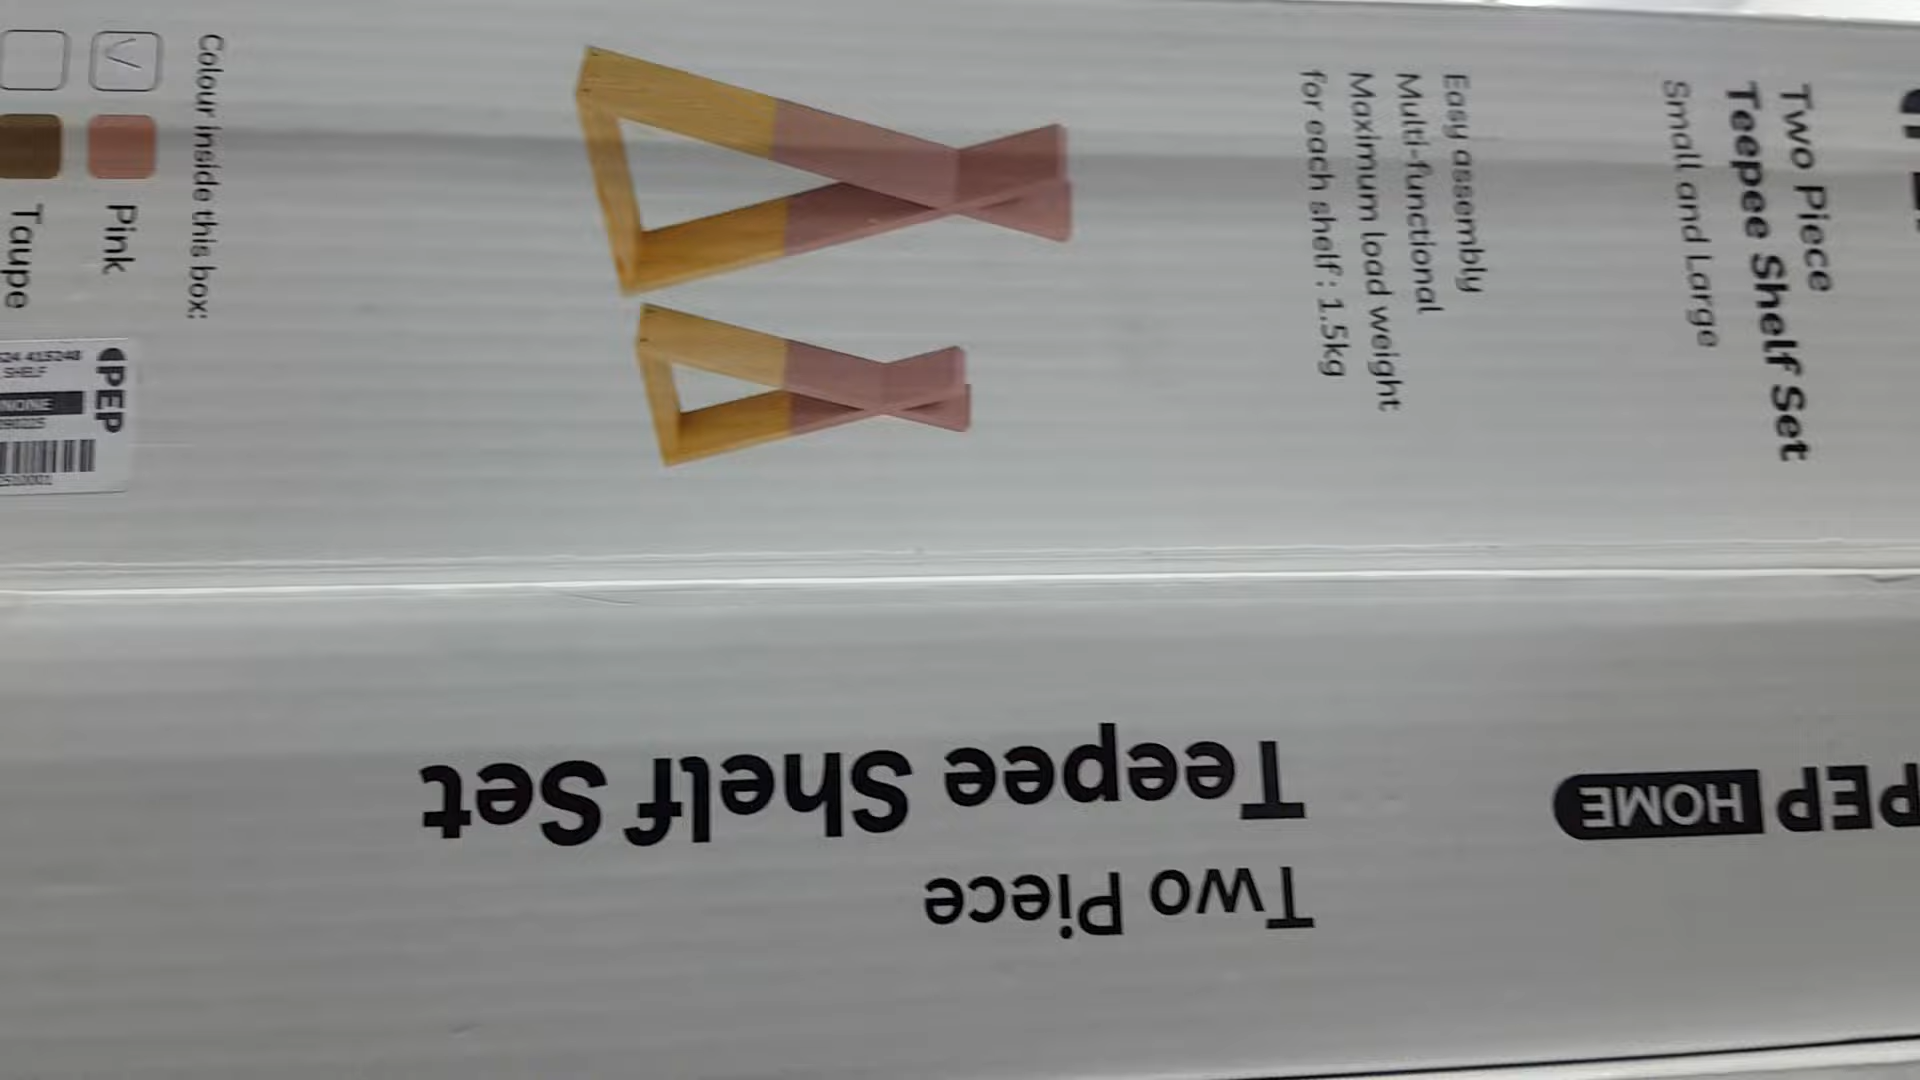 Two Piece
Teepee Shelf Set
Small and Large
Easy assembly
Multi-functional
Maximum load weight
for each shelf : 1.5kg
Colour inside this box:
Pink
Taupe
PEP
415248
SHELF
NONE
PEP HOME
Two Piece
Teepee Shelf Set